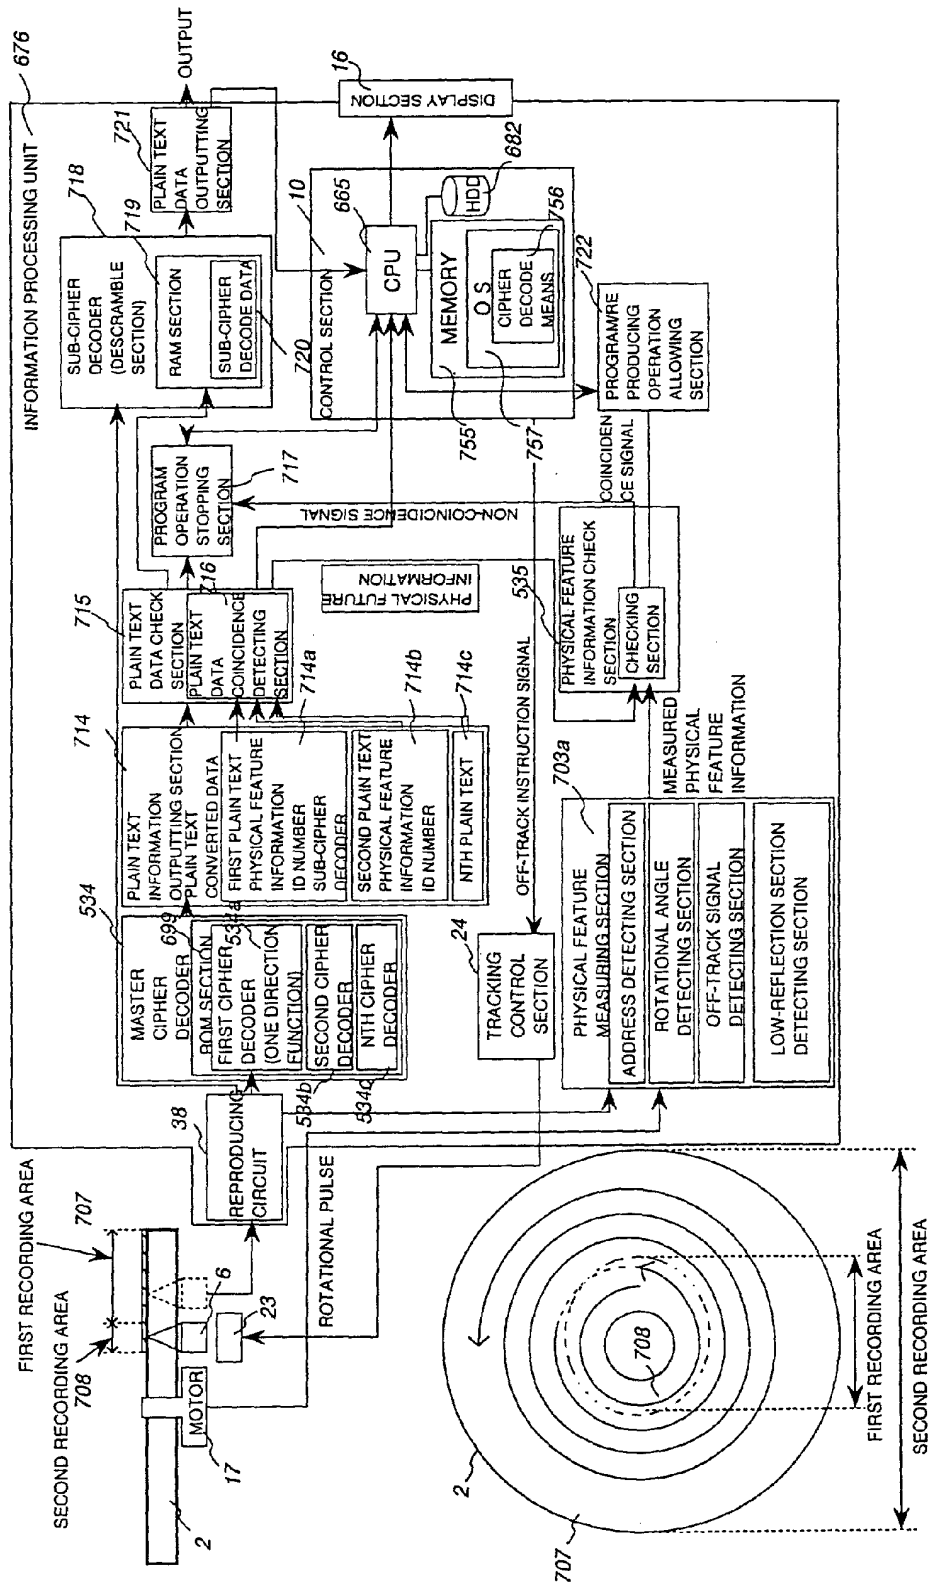 INFORMATION PROCESSING UNIT
676
FIRST RECORDING AREA
707
SECOND RECORDING AREA
708
6
23
MOTOR
17
2
ROTATIONAL PULSE
38
REPRODUCING
CIRCUIT
534
MASTER
CIPHER
DECODER
699
ROM SECTION
534a
FIRST CIPHER
DECODER
(ONE DIRECTION
FUNCTION)
SECOND CIPHER
DECODER
NTH CIPHER
DECODER
534b
534c
714
PLAIN TEXT
INFORMATION
OUTPUTTING SECTION
PLAIN TEXT
CONVERTED DATA
FIRST PLAIN TEXT
PHYSICAL FEATURE
INFORMATION
ID NUMBER
SUB-CIPHER
DECODER
SECOND PLAIN TEXT
PHYSICAL FEATURE
INFORMATION
ID NUMBER
NTH PLAIN TEXT
714a
714b
714c
715
PLAIN TEXT
DATA CHECK
SECTION
PLAIN TEXT
DATA
COINCIDENCE
DETECTING
SECTION
716
PROGRAM
OPERATION
STOPPING
SECTION
717
SUB-CIPHER
DECODER
(DESCRAMBLE
SECTION)
718
719
RAM SECTION
SUB-CIPHER
DECODE DATA
720
721
PLAIN TEXT
DATA
OUTPUTTING
SECTION
OUTPUT
16
DISPLAY SECTION
10
CONTROL SECTION
665
CPU
682
HDD
MEMORY
O S
CIPHER
DECODE
MEANS
755
756
757
722
PROGRAM/RE
PRODUCING
OPERATION
ALLOWING
SECTION
COINCIDEN
CE SIGNAL
NON-COINCIDENCE SIGNAL
PHYSICAL FUTURE
INFORMATION
535
PHYSICAL FEATURE
INFORMATION CHECK
SECTION
CHECKING
SECTION
OFF-TRACK INSTRUCTION SIGNAL
24
TRACKING
CONTROL
SECTION
703a
PHYSICAL FEATURE
MEASURING SECTION
ADDRESS DETECTING SECTION
ROTATIONAL ANGLE
DETECTING SECTION
OFF-TRACK SIGNAL
DETECTING SECTION
LOW-REFLECTION SECTION
DETECTING SECTION
MEASURED
PHYSICAL
FEATURE
INFORMATION
2
707
708
FIRST RECORDING AREA
SECOND RECORDING AREA